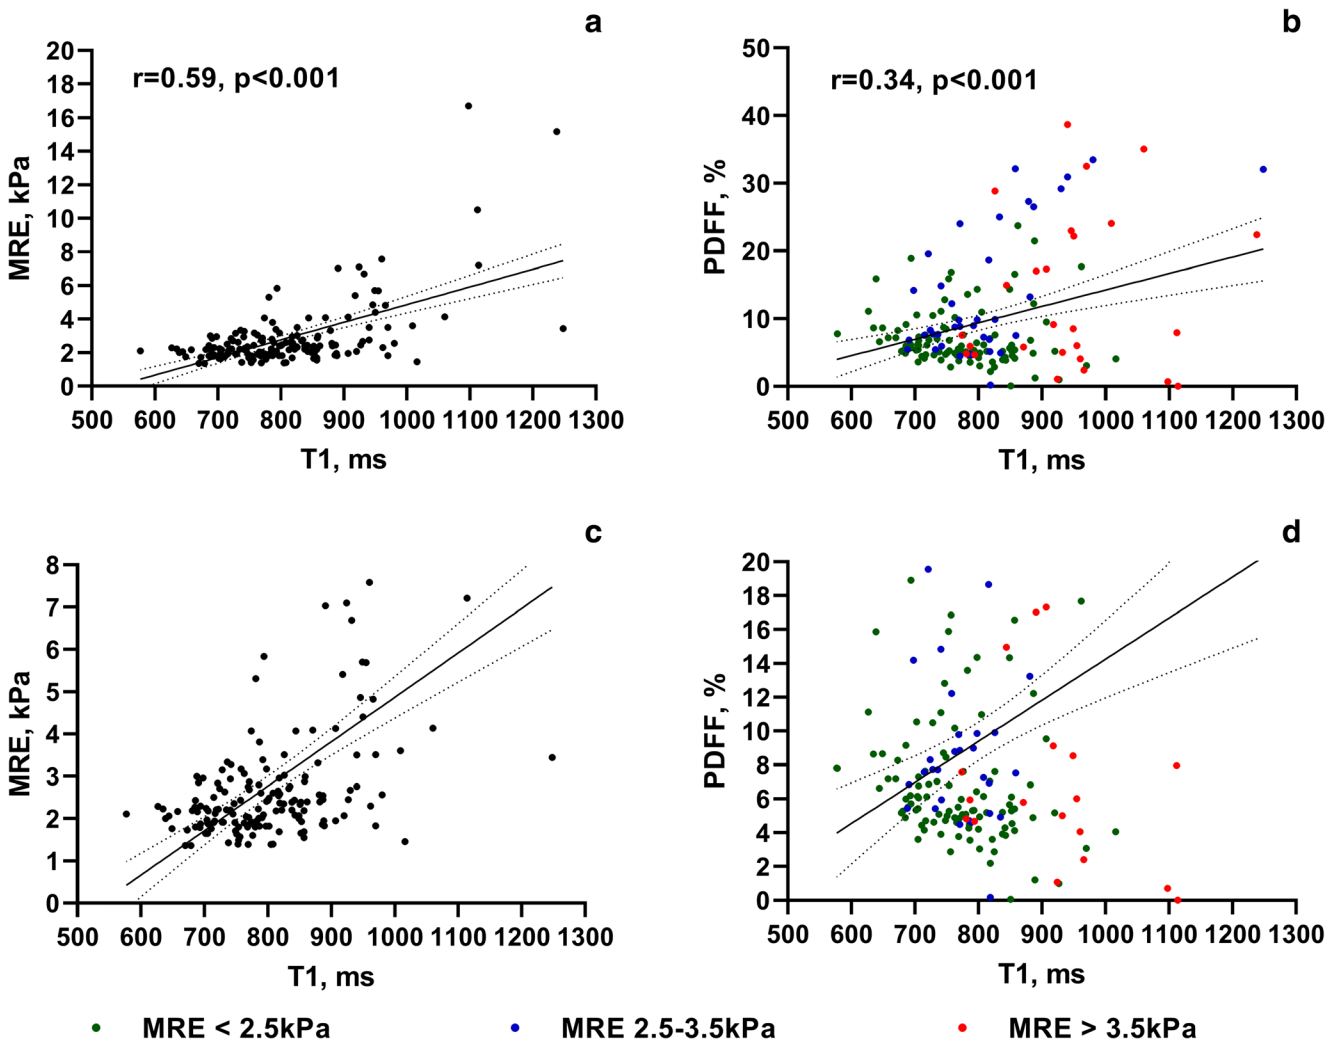 a
20
18
16
14
12
10
8
6
4
2
0
MRE, kPa
r=0.59, p<0.001
500 600 700 800 900 1000 1100 1200 1300
T1, ms
b
50
40
30
20
10
0
PDFF, %
r=0.34, p<0.001
500 600 700 800 900 1000 1100 1200 1300
T1, ms
c
8
7
6
5
4
3
2
1
0
MRE, kPa
500 600 700 800 900 1000 1100 1200 1300
T1, ms
d
20
18
16
14
12
10
8
6
4
2
0
PDFF, %
500 600 700 800 900 1000 1100 1200 1300
T1, ms
MRE < 2.5kPa
MRE 2.5-3.5kPa
MRE > 3.5kPa